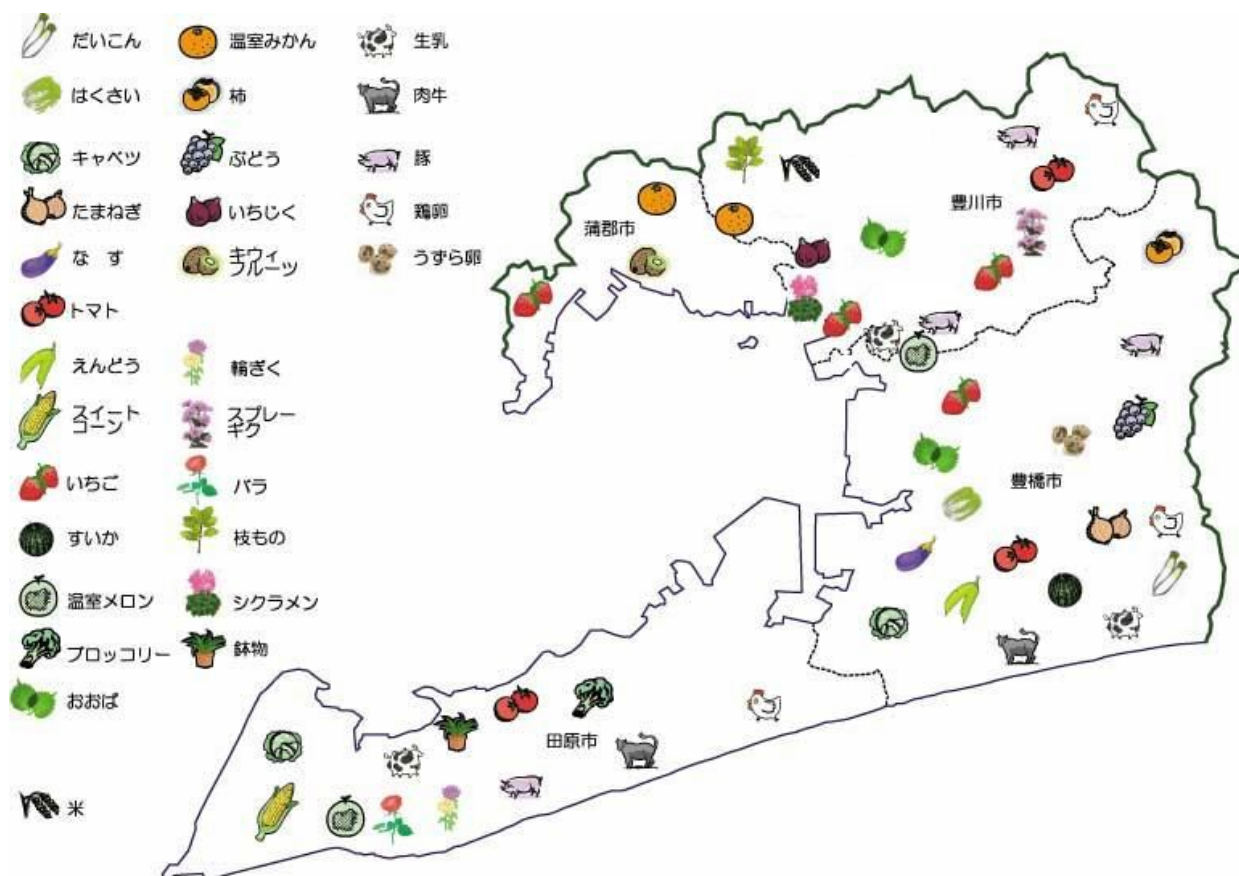 だいこん
はくさい
キャベツ
たまねぎ
な す
トマト
えんどう
スイート
コーン
いちご
すいか
温室メロン
ブロッコリー
おおば
米
温室みかん
柿
ぶどう
いちじく
キウィ
フルーツ
輪ぎく
スプレー
ギク
バラ
枝もの
シクラメン
鉢物
生乳
肉牛
豚
鶏卵
うずら卵
蒲郡市
豊川市
豊橋市
田原市